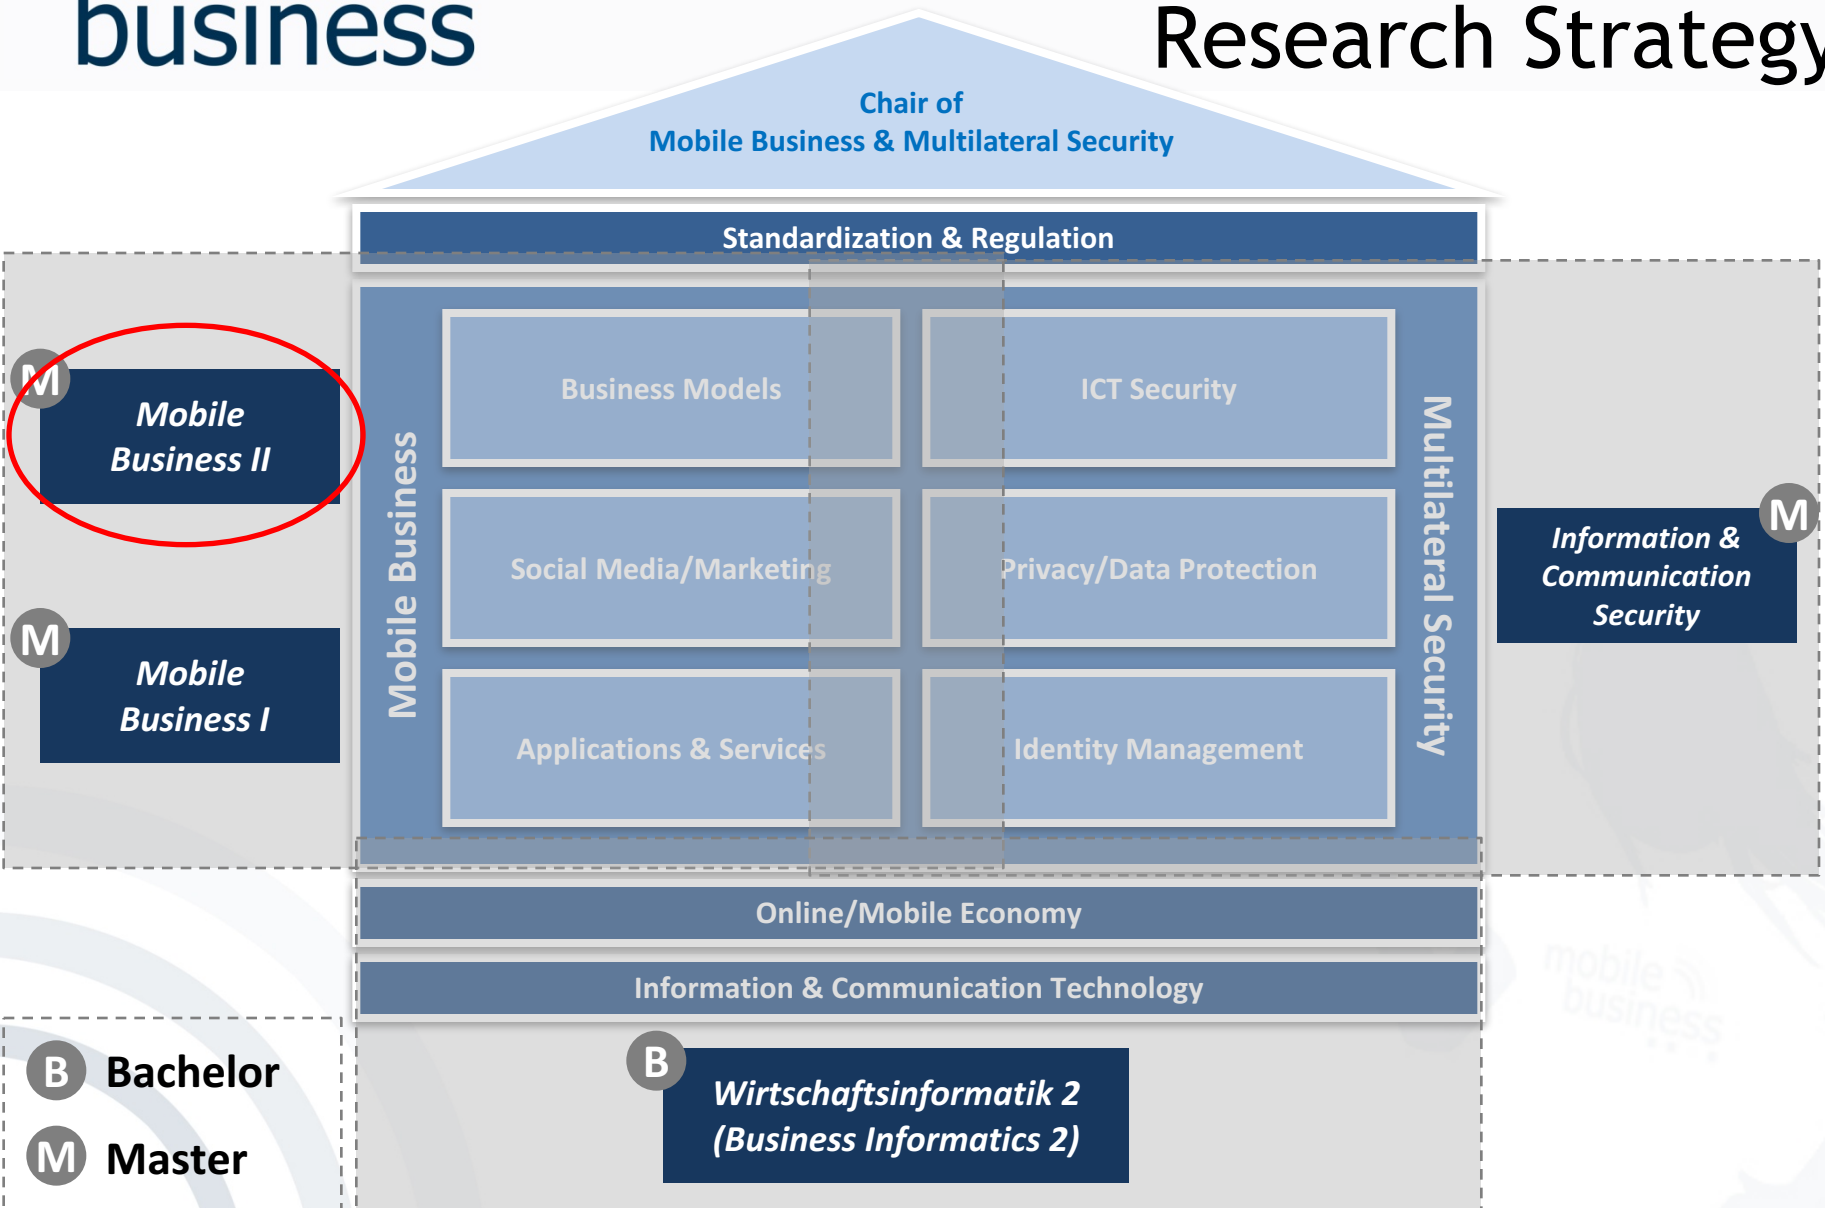 business
Research Strategy
Chair of
Mobile Business & Multilateral Security
Standardization & Regulation
M
Mobile
Business II
M
Mobile
Business I
Mobile Business
Business Models
ICT Security
Social Media/Marketing
Privacy/Data Protection
Applications & Services
Identity Management
Multilateral Security
M
Information &
Communication
Security
Online/Mobile Economy
Information & Communication Technology
mobile
business
B
Wirtschaftsinformatik 2
(Business Informatics 2)
B Bachelor
M Master